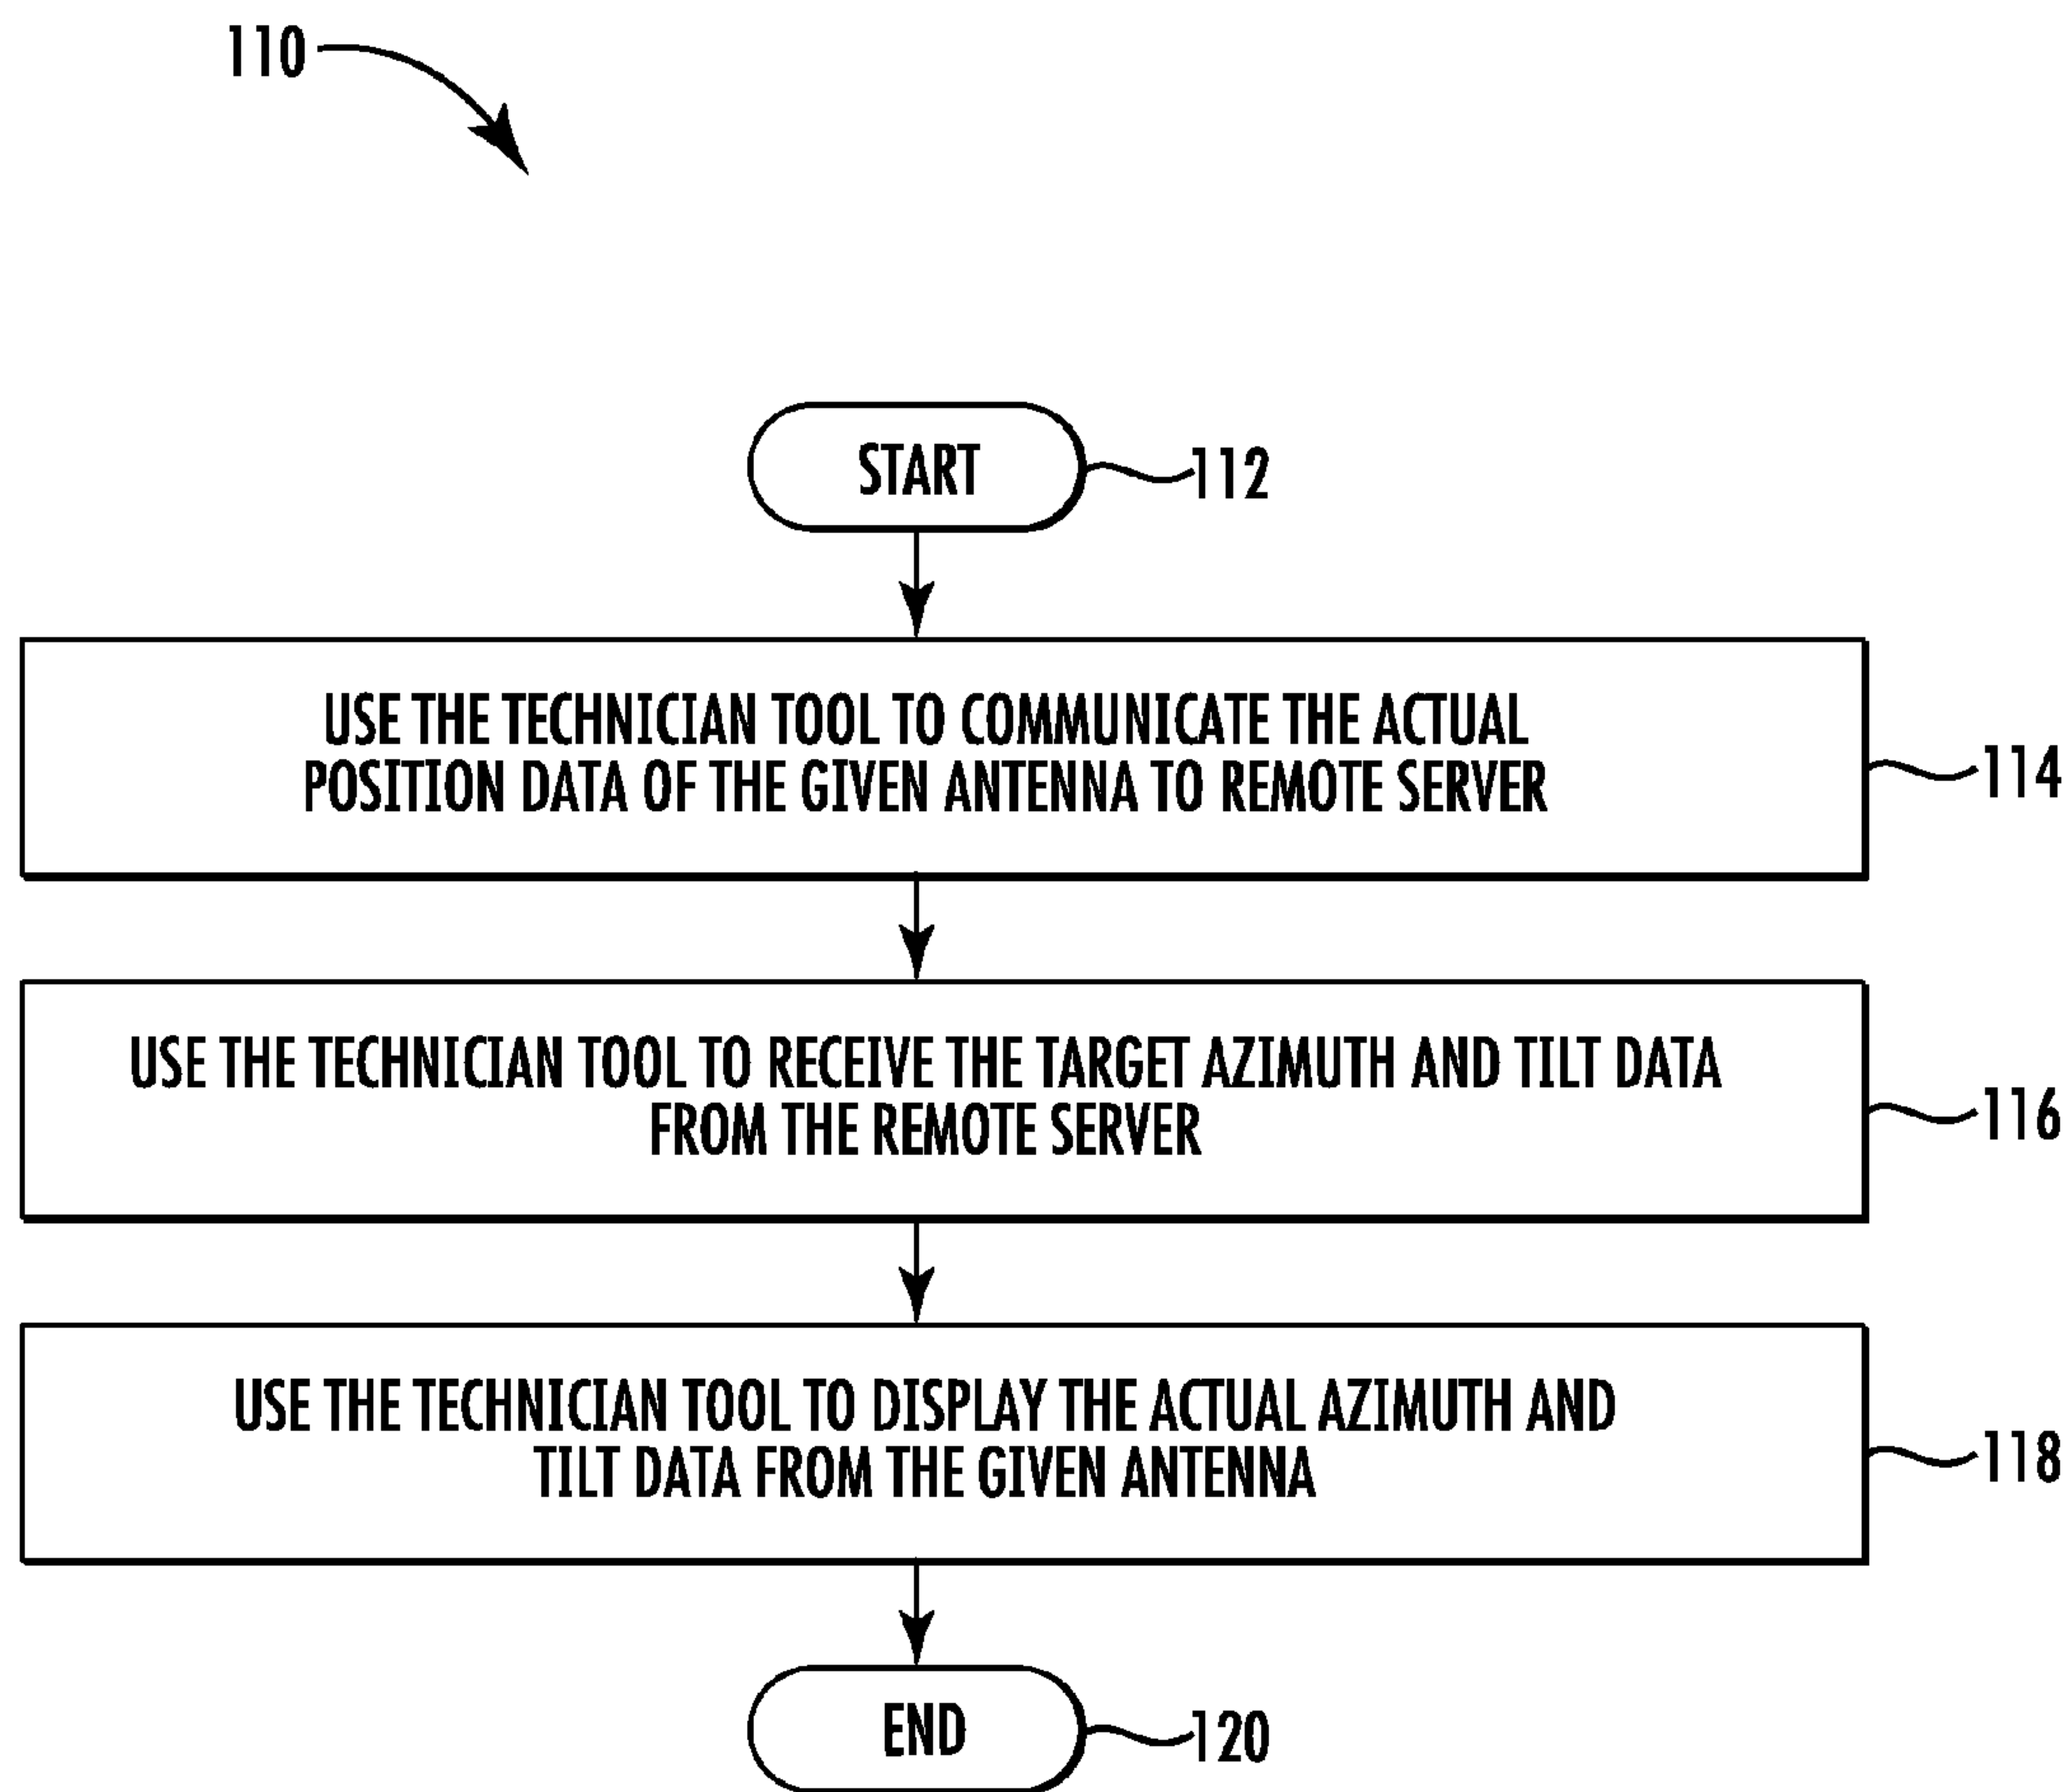 110
START
112
USE THE TECHNICIAN TOOL TO COMMUNICATE THE ACTUAL
POSITION DATA OF THE GIVEN ANTENNA TO REMOTE SERVER
114
USE THE TECHNICIAN TOOL TO RECEIVE THE TARGET AZIMUTH AND TILT DATA
FROM THE REMOTE SERVER
116
USE THE TECHNICIAN TOOL TO DISPLAY THE ACTUAL AZIMUTH AND
TILT DATA FROM THE GIVEN ANTENNA
118
END
120